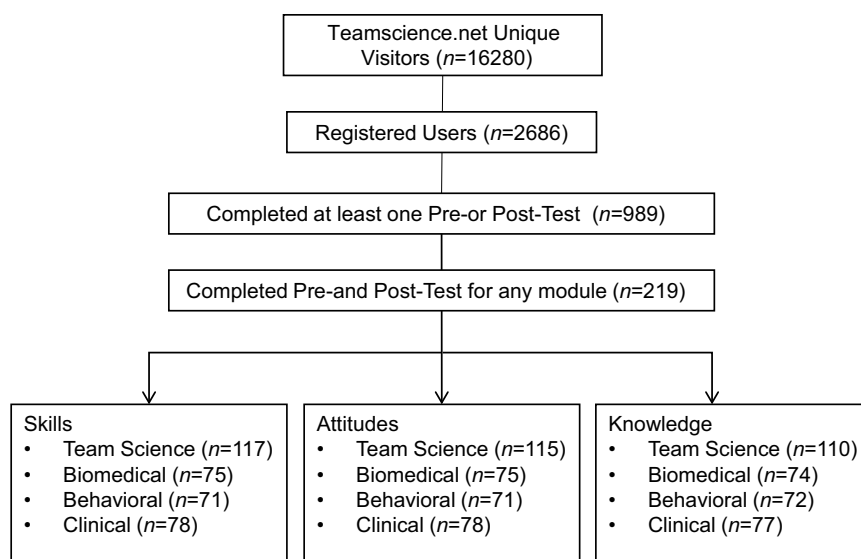 Teamscience.net Unique
Visitors (n=16280)
Registered Users (n=2686)
Completed at least one Pre-or Post-Test (n=989)
Completed Pre-and Post-Test for any module (n=219)
Skills
• Team Science (n=117)
• Biomedical (n=75)
• Behavioral (n=71)
• Clinical (n=78)
Attitudes
• Team Science (n=115)
• Biomedical (n=75)
• Behavioral (n=71)
• Clinical (n=78)
Knowledge
• Team Science (n=110)
• Biomedical (n=74)
• Behavioral (n=72)
• Clinical (n=77)